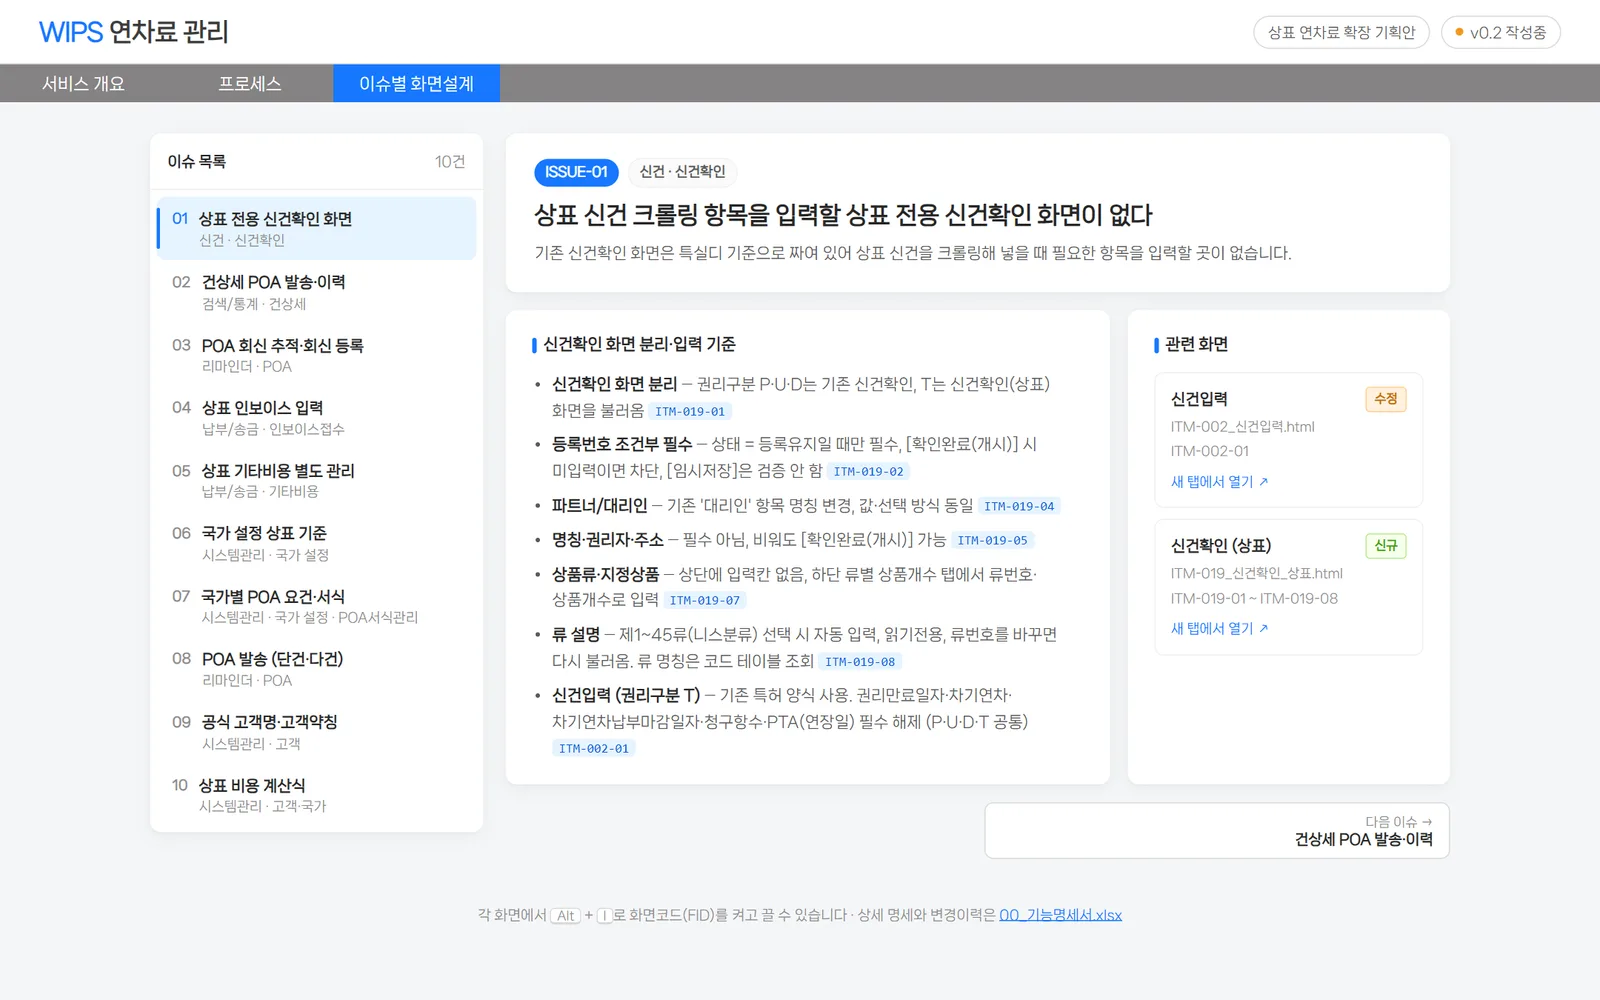 WIPS 연차료 관리
상표 연차료 확장 기획안
v0.2 작성중
서비스 개요
프로세스
이슈별 화면설계
이슈 목록
10건
01 상표 전용 신건확인 화면
신건 · 신건확인
02 건상세 POA 발송·이력
검색/통계 · 건상세
03 POA 회신 추적·회신 등록
리마인더 · POA
04 상표 인보이스 입력
납부/송금 · 인보이스접수
05 상표 기타비용 별도 관리
납부/송금 · 기타비용
06 국가 설정 상표 기준
시스템관리 · 국가 설정
07 국가별 POA 요건·서식
시스템관리 · 국가 설정 · POA서식관리
08 POA 발송 (단건·다건)
리마인더 · POA
09 공식 고객명·고객약칭
시스템관리 · 고객
10 상표 비용 계산식
시스템관리 · 고객·국가
ISSUE-01
신건 · 신건확인
상표 신건 크롤링 항목을 입력할 상표 전용 신건확인 화면이 없다
기존 신건확인 화면은 특실디 기준으로 짜여 있어 상표 신건을 크롤링해 넣을 때 필요한 항목을 입력할 곳이 없습니다.
신건확인 화면 분리·입력 기준
• 신건확인 화면 분리 – 권리구분 P·U·D는 기존 신건확인, T는 신건확인(상표)
화면을 불러옴 ITM-019-01
• 등록번호 조건부 필수 – 상태 = 등록유지일 때만 필수, [확인완료(개시)] 시
미입력이면 차단, [임시저장]은 검증 안 함 ITM-019-02
• 파트너/대리인 – 기존 '대리인' 항목 명칭 변경, 값·선택 방식 동일 ITM-019-04
• 명칭·권리자·주소 – 필수 아님, 비워도 [확인완료(개시)] 가능 ITM-019-05
• 상품류·지정상품 – 상단에 입력칸 없음, 하단 류별 상품개수 탭에서 류번호·
상품개수로 입력 ITM-019-07
• 류 설명 – 제1~45류(니스분류) 선택 시 자동 입력, 읽기전용, 류번호를 바꾸면
다시 불러옴. 류 명칭은 코드 테이블 조회 ITM-019-08
• 신건입력 (권리구분 T) – 기존 특허 양식 사용. 권리만료일자·차기연차·
차기연차납부마감일자·청구항수·PTA(연장일) 필수 해제 (P·U·D·T 공통)
ITM-002-01
관련 화면
신건입력
수정
ITM-002_신건입력.html
ITM-002-01
새 탭에서 열기 ↗
신건확인 (상표)
신규
ITM-019_신건확인_상표.html
ITM-019-01 ~ ITM-019-08
새 탭에서 열기 ↗
다음 이슈 →
건상세 POA 발송·이력
각 화면에서 Alt + I 로 화면코드(FID)를 켜고 끌 수 있습니다 · 상세 명세와 변경이력은 00_기능명세서.xlsx